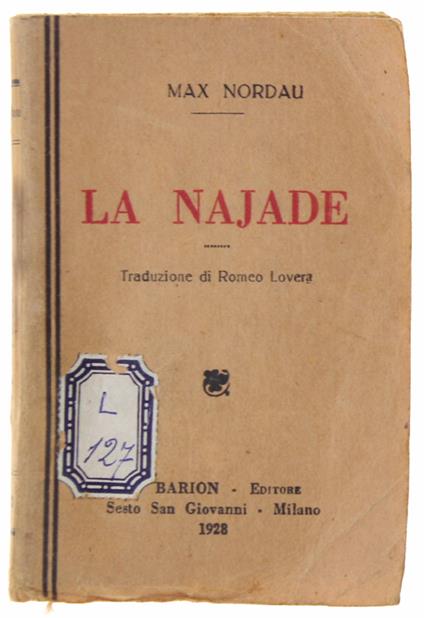 MAX NORDAU
LA NAJADE
Traduzione di Romeo Lovera
L
127
BARION - EDITORE
Sesto San Giovanni - Milano
1928